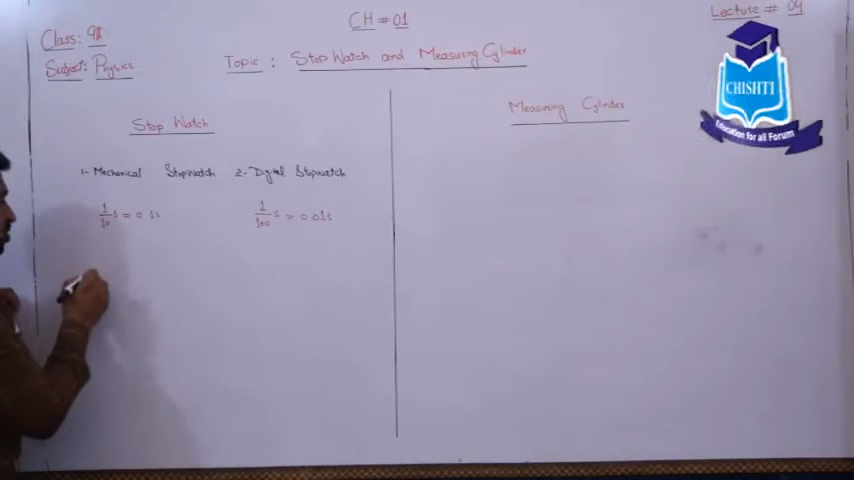 Class: 9th
CH # 01
Lecture # 09
Subject: Physics
Topic : Stop Watch and Measuring Cylinder
CHISHTI
Education for all Forum
Stop Watch
Measuring Cylinder
1- Mechanical Stopwatch 2- Digital Stopwatch
1/10 s = 0.1s 1/100 s = 0.01s